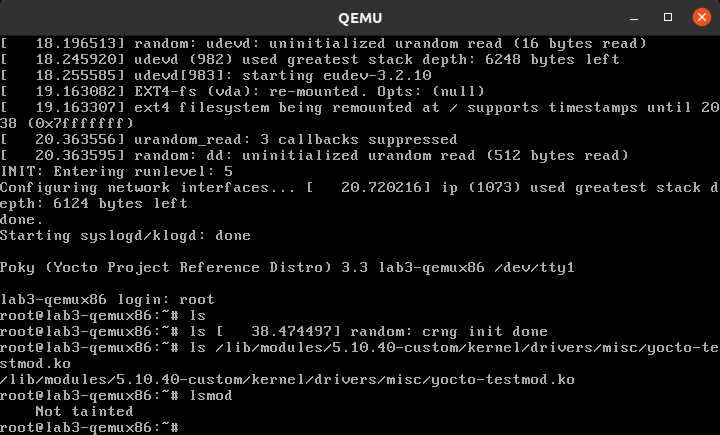 QEMU
[   18.196513] random: udevd: uninitialized urandom read (16 bytes read)
[   18.245920] udevd (982) used greatest stack depth: 6248 bytes left
[   18.255585] udevd[983]: starting eudev-3.2.10
[   19.163082] EXT4-fs (vda): re-mounted. Opts: (null)
[   19.163307] ext4 filesystem being remounted at / supports timestamps until 20
38 (0x7fffffff)
[   20.363556] urandom_read: 3 callbacks suppressed
[   20.363595] random: dd: uninitialized urandom read (512 bytes read)
INIT: Entering runlevel: 5
Configuring network interfaces... [   20.720216] ip (1073) used greatest stack d
epth: 6124 bytes left
done.
Starting syslogd/klogd: done
Poky (Yocto Project Reference Distro) 3.3 lab3-qemux86 /dev/tty1
lab3-qemux86 login: root
root@lab3-qemux86:~# ls
root@lab3-qemux86:~# ls [   38.474497] random: crng init done
root@lab3-qemux86:~# ls /lib/modules/5.10.40-custom/kernel/drivers/misc/yocto-te
stmod.ko
/lib/modules/5.10.40-custom/kernel/drivers/misc/yocto-testmod.ko
root@lab3-qemux86:~# lsmod
    Not tainted
root@lab3-qemux86:~#